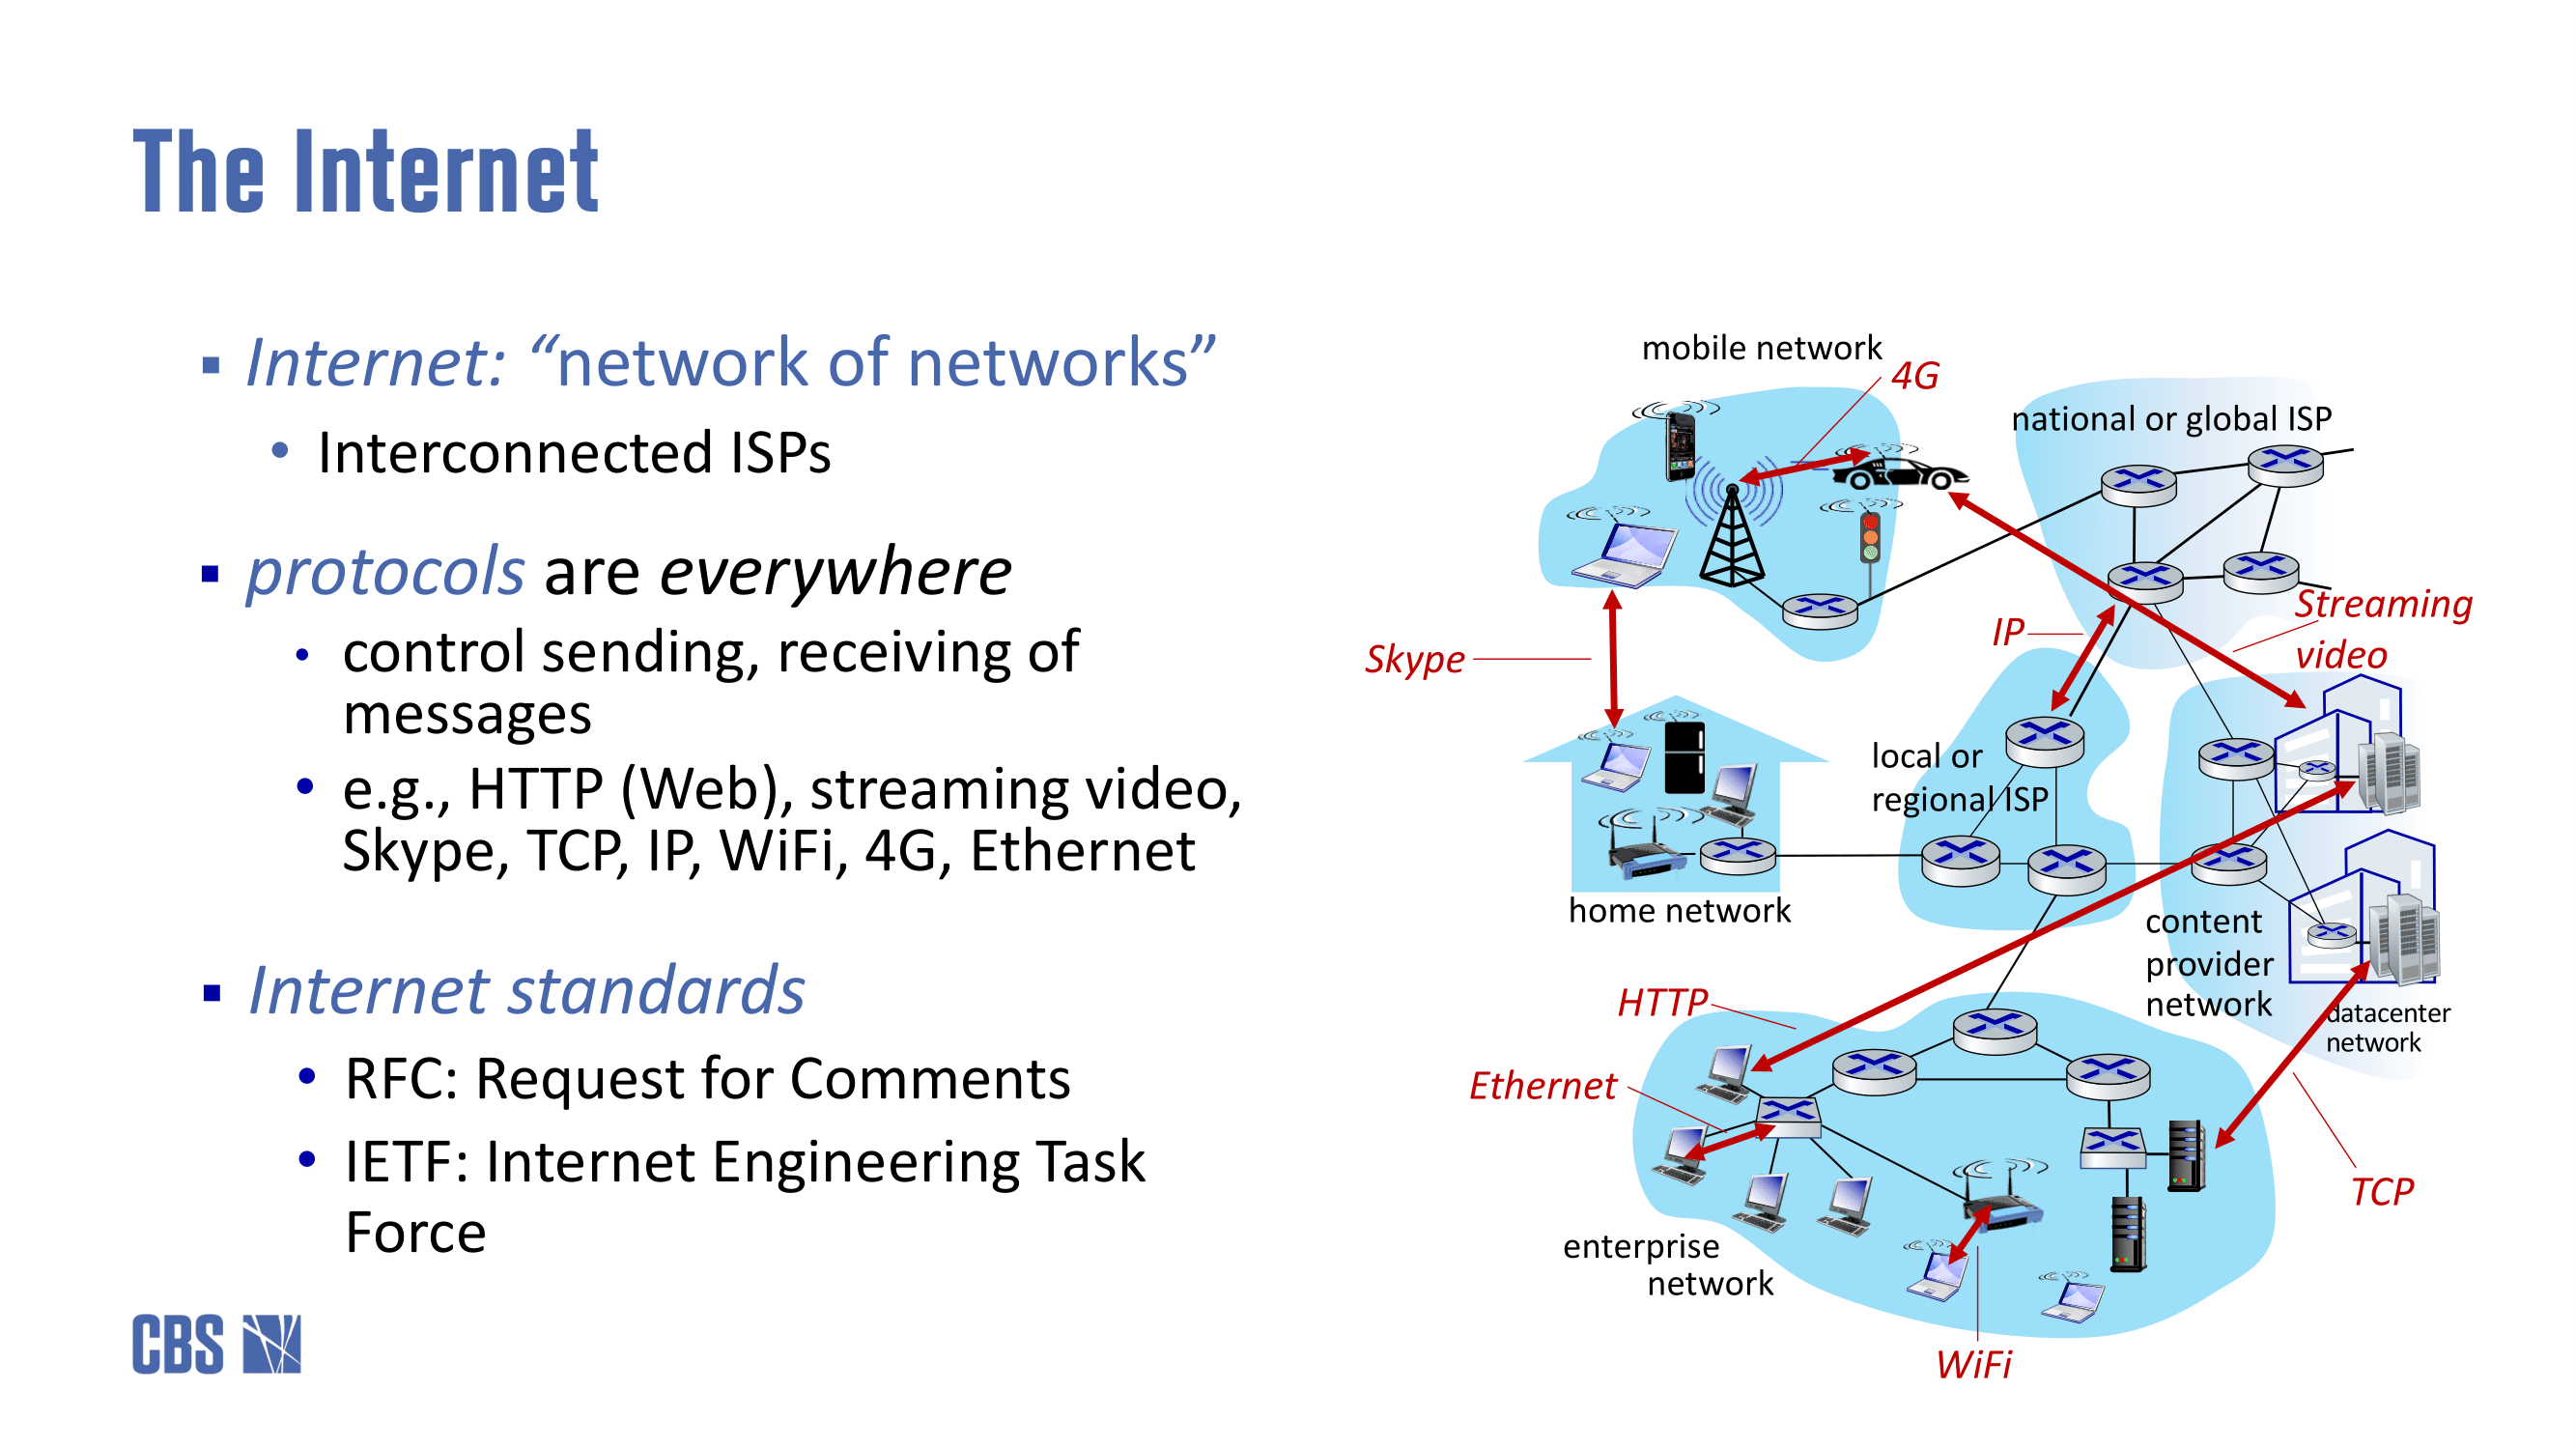 The Internet
Internet: “network of networks”
Interconnected ISPs
protocols are everywhere
control sending, receiving of
messages
e.g., HTTP (Web), streaming video,
Skype, TCP, IP, WiFi, 4G, Ethernet
Internet standards
RFC: Request for Comments
IETF: Internet Engineering Task
Force
CBS
mobile network
4G
national or global ISP
Skype
IP
Streaming
video
local or
regional ISP
home network
content
provider
network
datacenter
network
HTTP
Ethernet
TCP
enterprise
network
WiFi